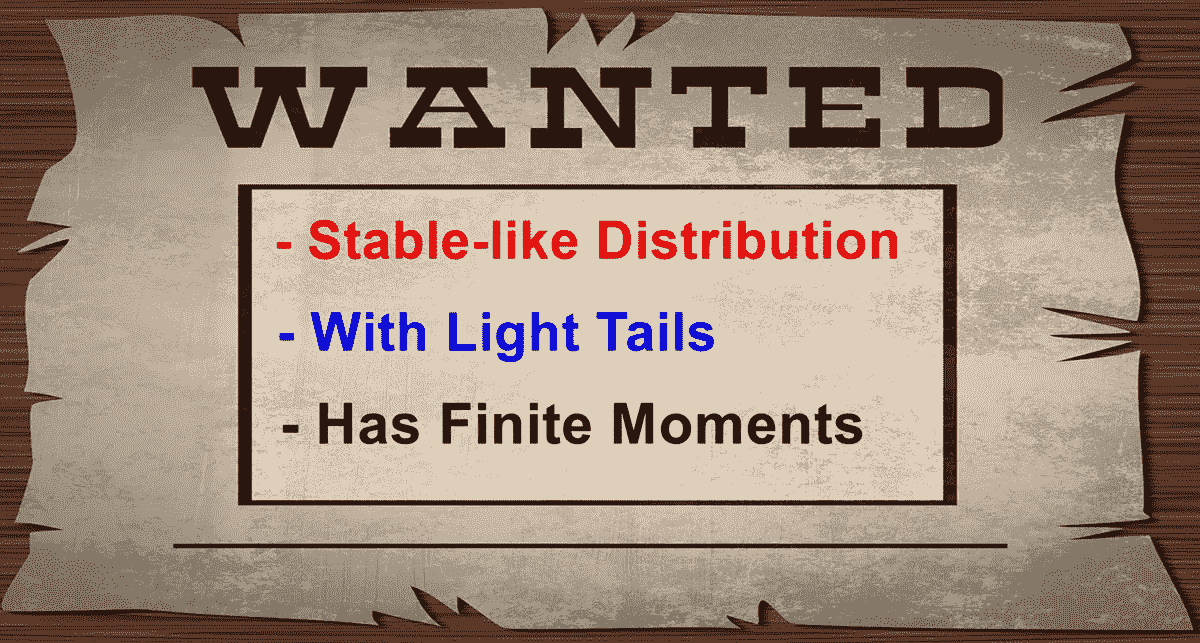 WANTED
- Stable-like Distribution
- With Light Tails
- Has Finite Moments